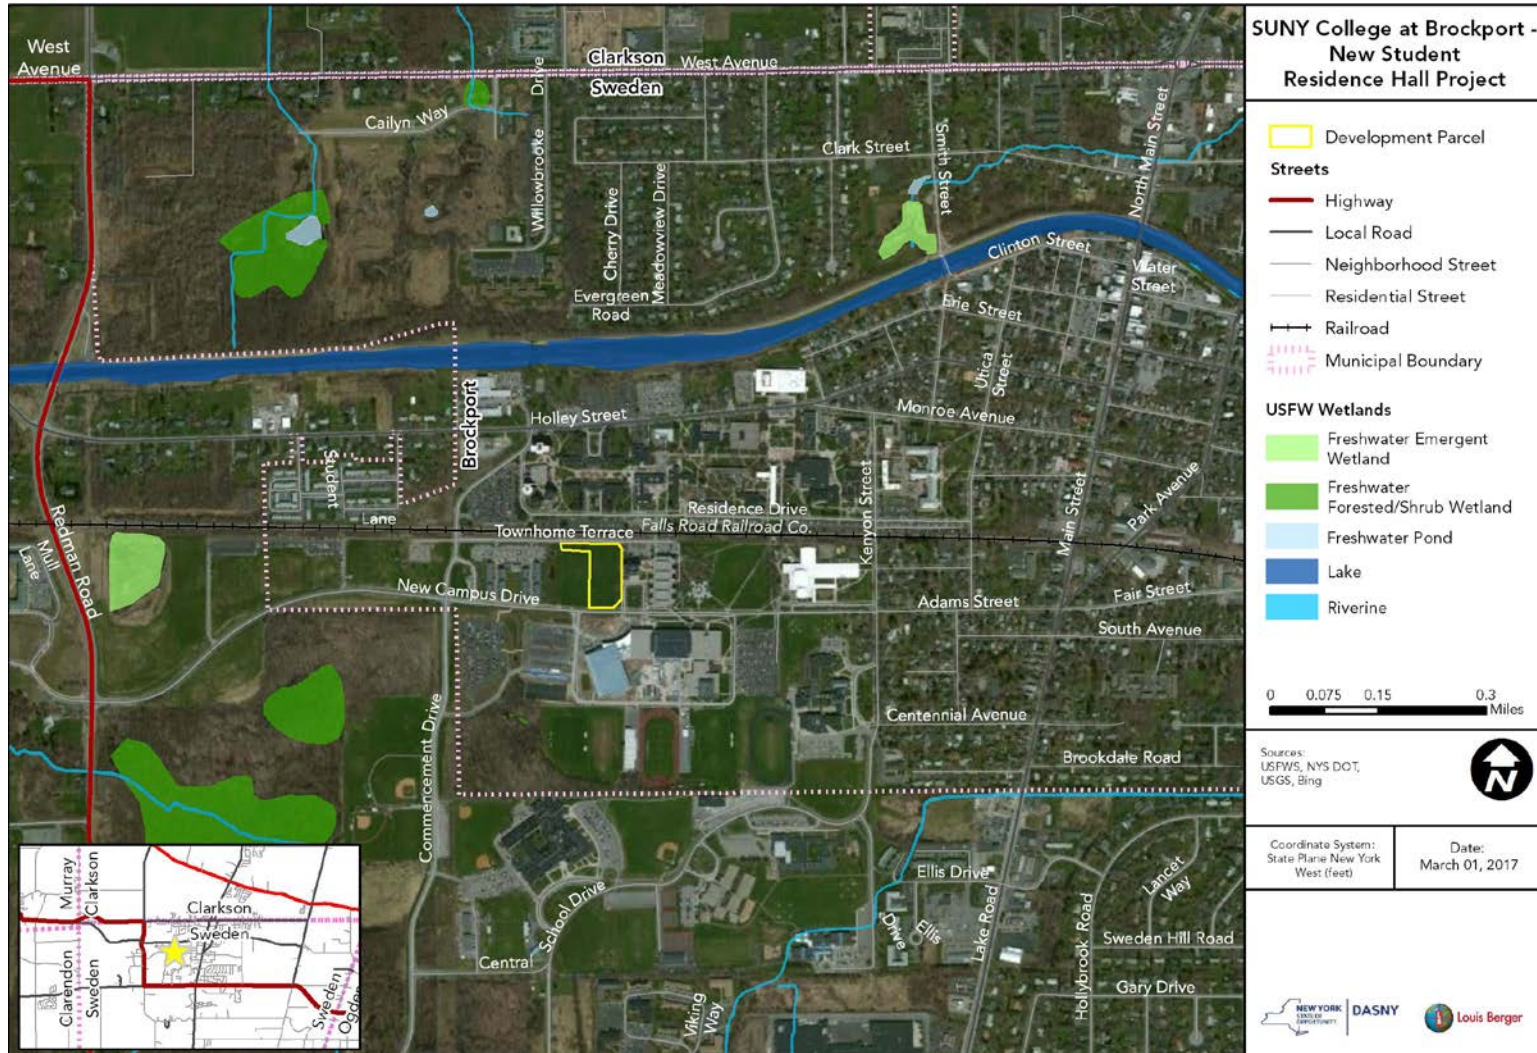 West
Avenue
Clarkson
West Avenue
Sweden
Cailyn Way
Willowbrooke
Drive
Clark Street
Smith Street
North Main Street
Cherry Drive
Meadowview Drive
Evergreen
Road
Clinton Street
Water
Street
Erie Street
Utica
Street
Brockport
Holley Street
Monroe Avenue
Student
Lane
Kenyon Street
Main Street
Park Avenue
Residence Drive
Falls Road Railroad Co.
Townhome Terrace
Redman Road
Mull
Lane
New Campus Drive
Adams Street
Fair Street
South Avenue
Commencement Drive
Centennial Avenue
Brookdale Road
Ellis Drive
School Drive
Ellis
Drive
Lake Road
Hollybrook Road
Lancet
Way
Central
Sweden Hill Road
Gary Drive
Viking
Way
Murray
Clarkson
Clarkson
Sweden
Clarendon
Sweden
Sweden
Ogden
SUNY College at Brockport -
New Student
Residence Hall Project
Development Parcel
Streets
Highway
Local Road
Neighborhood Street
Residential Street
Railroad
Municipal Boundary
USFW Wetlands
Freshwater Emergent
Wetland
Freshwater
Forested/Shrub Wetland
Freshwater Pond
Lake
Riverine
0 0.075 0.15 0.3
Miles
Sources:
USFWS, NYS DOT,
USGS, Bing
N
Coordinate System:
State Plane New York
West (feet)
Date:
March 01, 2017
NEW YORK
STATE OF
OPPORTUNITY.
DASNY
Louis Berger